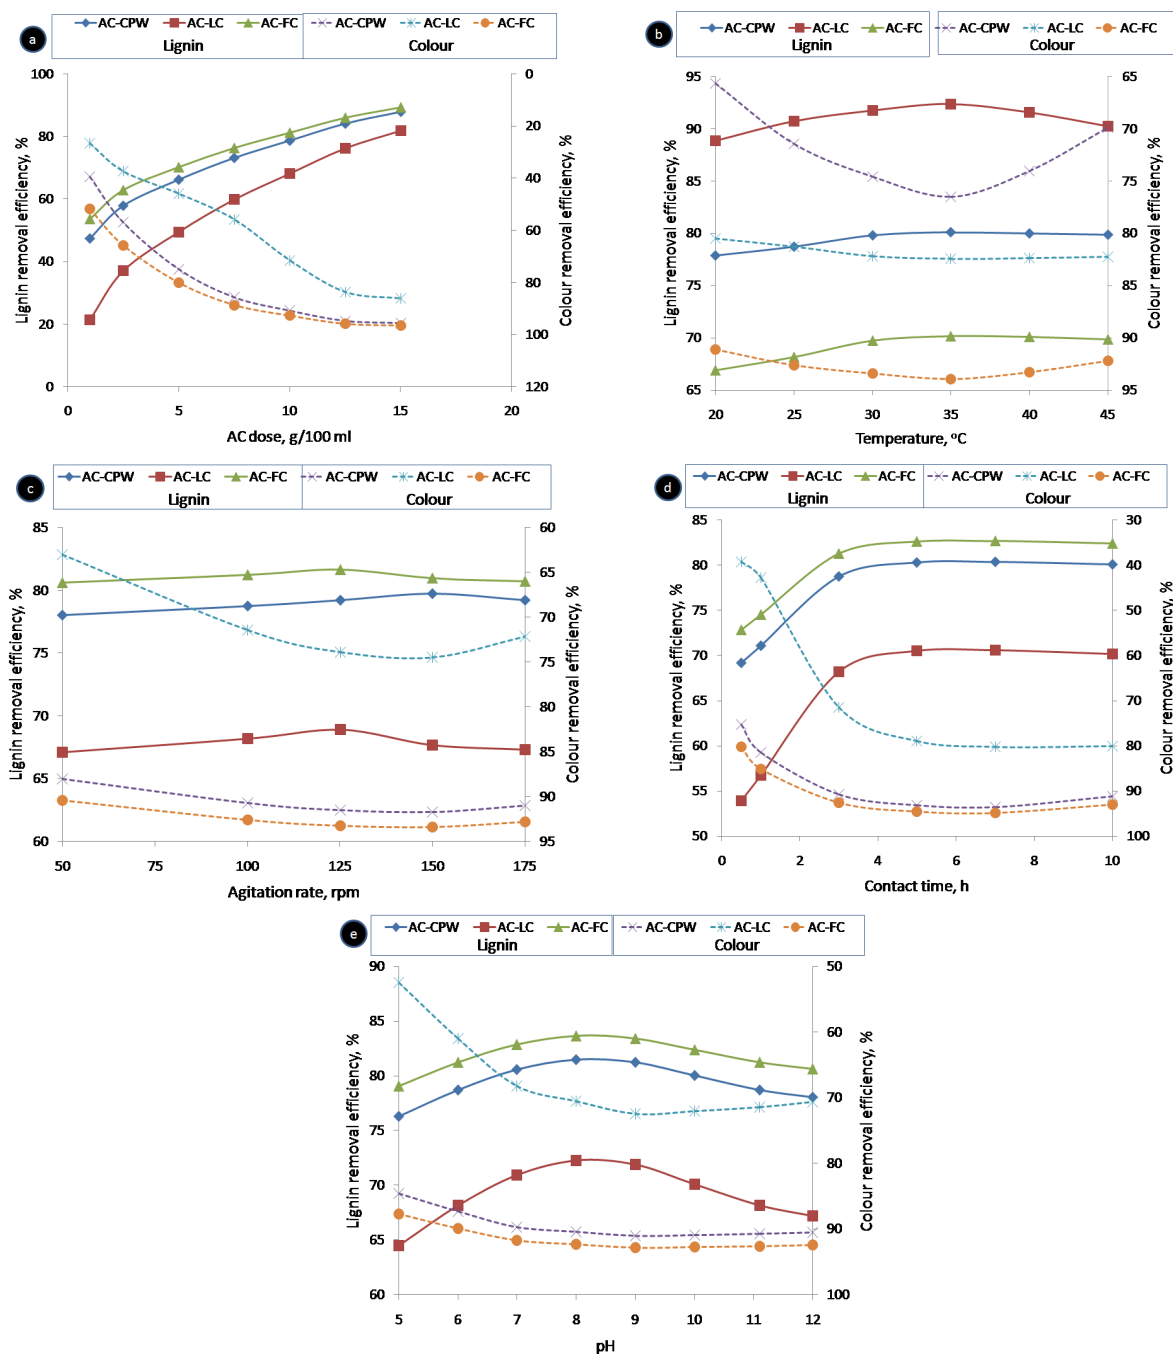 a
AC-CPW AC-LC AC-FC AC-CPW AC-LC AC-FC
Lignin Colour
Lignin removal efficiency, %
100
80
60
40
20
0
Colour removal efficiency, %
0
20
40
60
80
100
120
0 5 10 15 20
AC dose, g/100 ml
b
AC-CPW AC-LC AC-FC AC-CPW AC-LC AC-FC
Lignin Colour
Lignin removal efficiency, %
95
90
85
80
75
70
65
Colour removal efficiency, %
65
70
75
80
85
90
95
20 25 30 35 40 45
Temperature, °C
c
AC-CPW AC-LC AC-FC AC-CPW AC-LC AC-FC
Lignin Colour
Lignin removal efficiency, %
85
80
75
70
65
60
Colour removal efficiency, %
60
65
70
75
80
85
90
95
50 75 100 125 150 175
Agitation rate, rpm
d
AC-CPW AC-LC AC-FC AC-CPW AC-LC AC-FC
Lignin Colour
Lignin removal efficiency, %
85
80
75
70
65
60
55
50
Colour removal efficiency, %
30
40
50
60
70
80
90
100
0 2 4 6 8 10
Contact time, h
e
AC-CPW AC-LC AC-FC AC-CPW AC-LC AC-FC
Lignin Colour
Lignin removal efficiency, %
90
85
80
75
70
65
60
Colour removal efficiency, %
50
60
70
80
90
100
5 6 7 8 9 10 11 12
pH